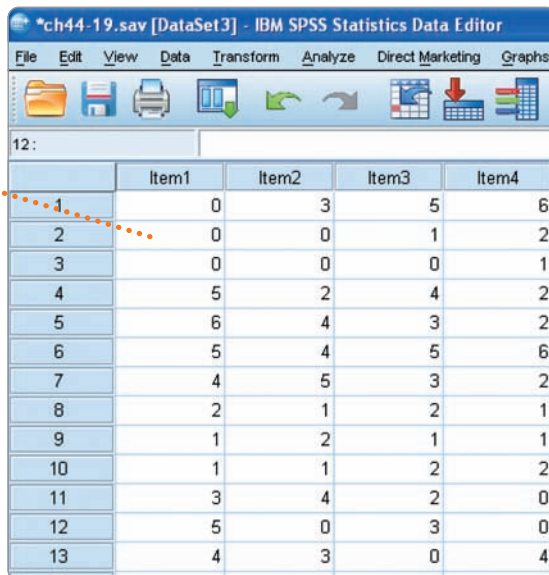 *ch44-19.sav [DataSet3] - IBM SPSS Statistics Data Editor
File Edit View Data Transform Analyze Direct Marketing Graphs
12 :
Item1 Item2 Item3 Item4
1 0 3 5 6
2 0 0 1 2
3 0 0 0 1
4 5 2 4 2
5 6 4 3 2
6 5 4 5 6
7 4 5 3 2
8 2 1 2 1
9 1 2 1 1
10 1 1 2 2
11 3 4 2 0
12 5 0 3 0
13 4 3 0 4